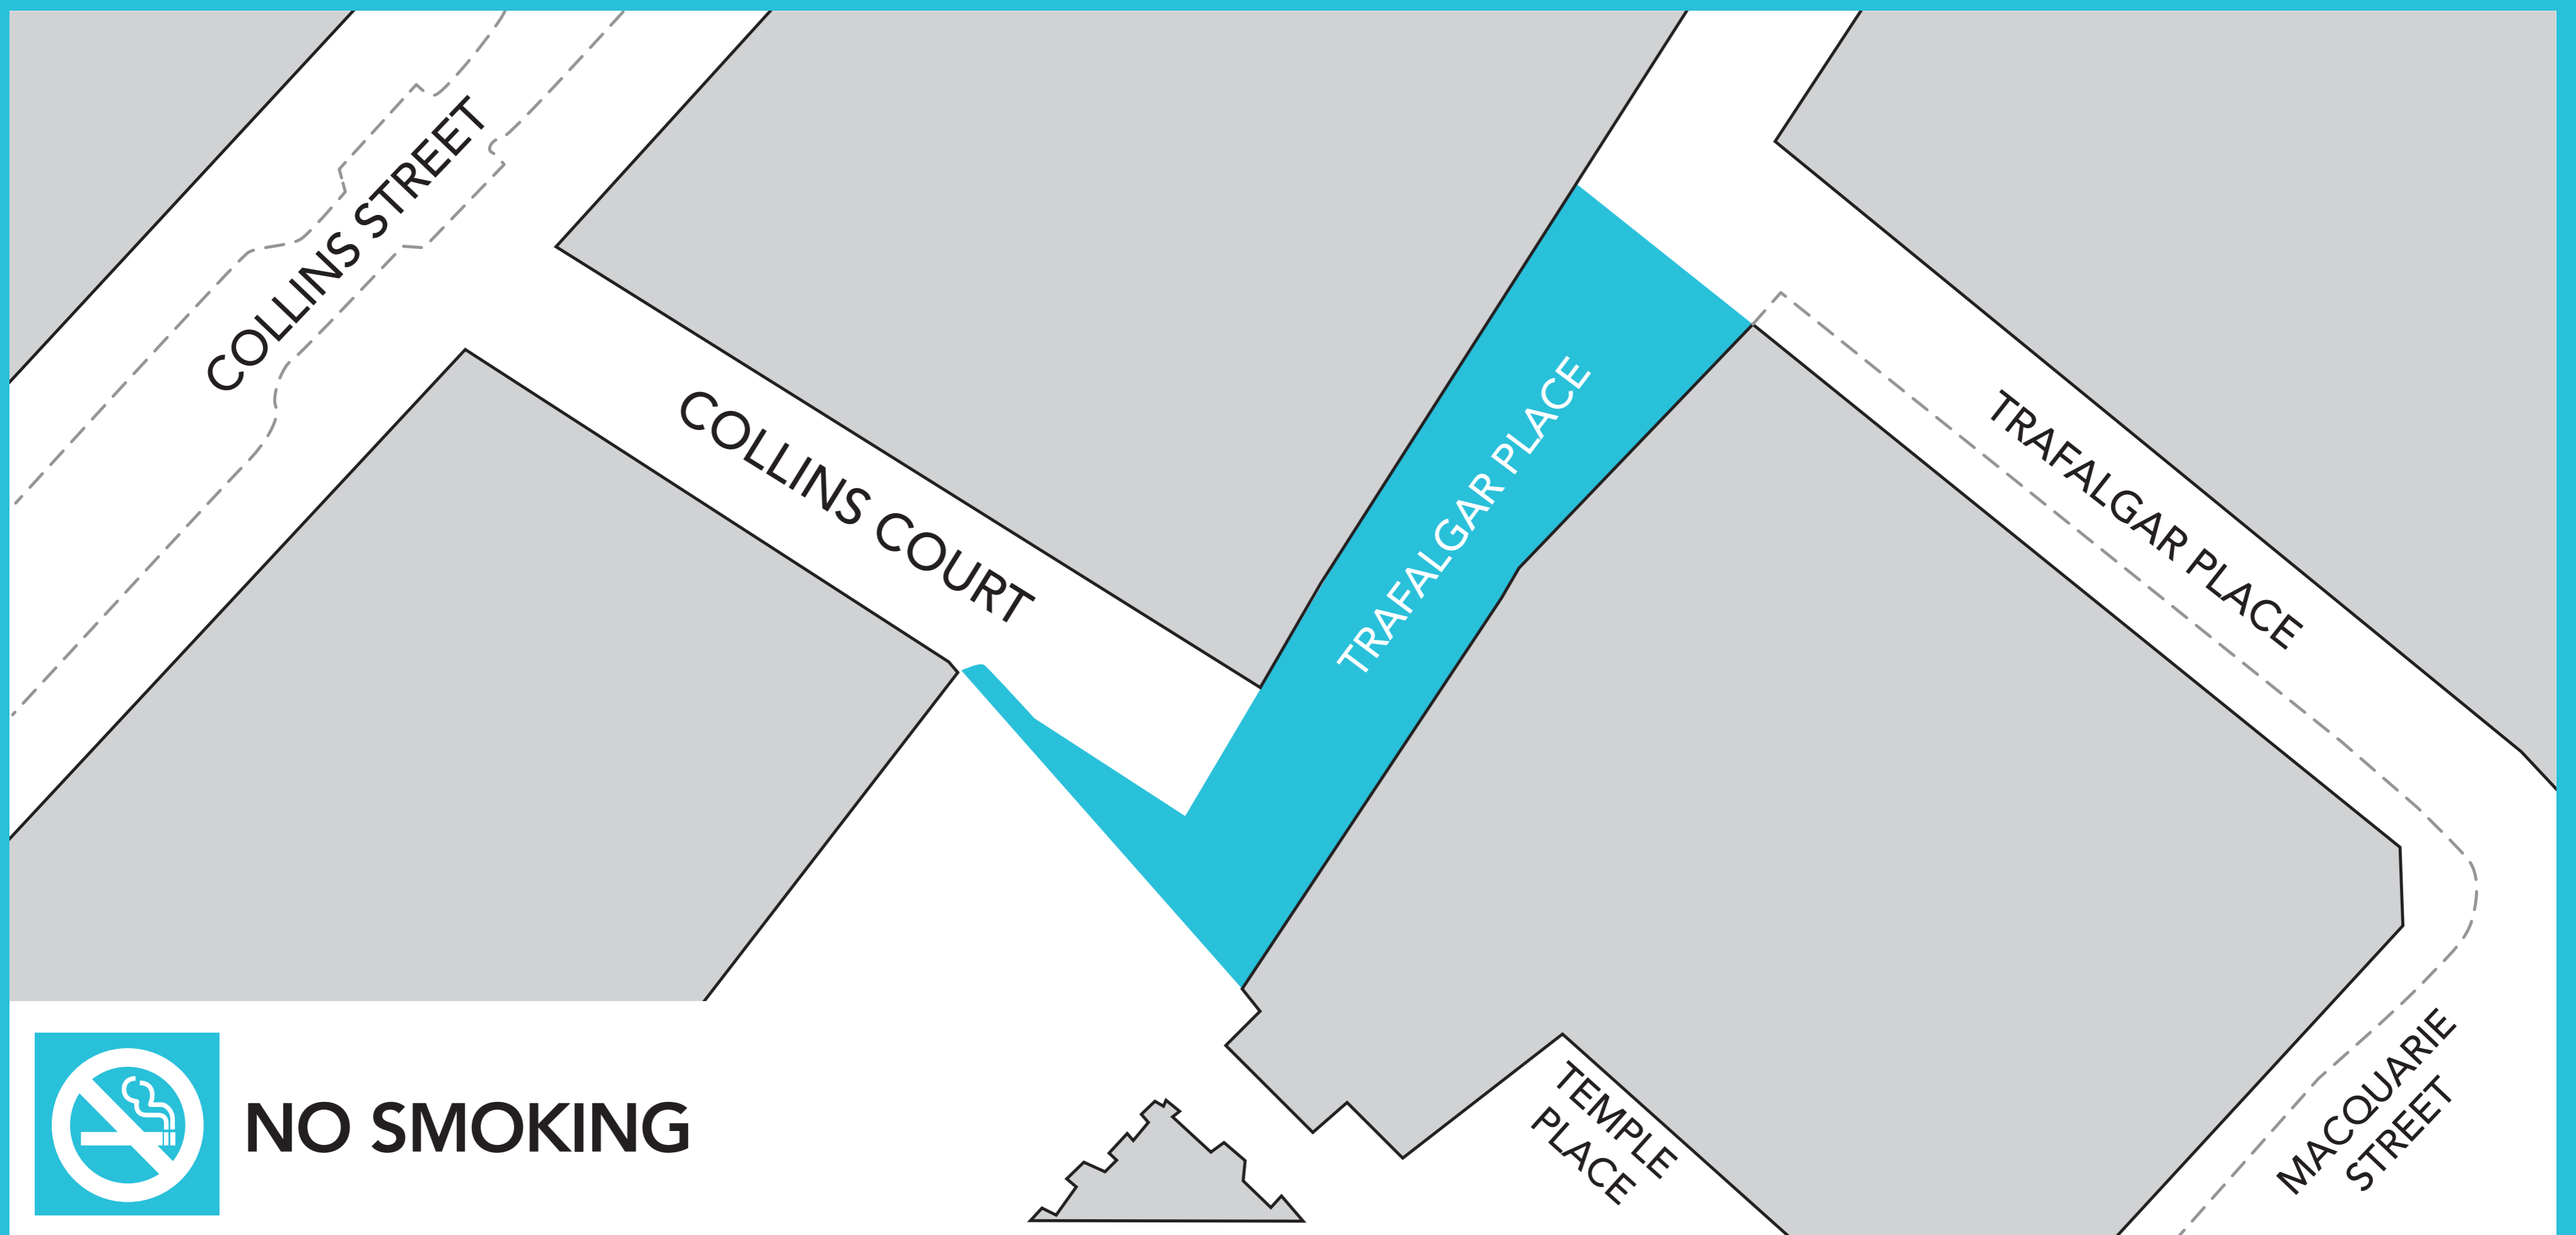 COLLINS STREET
COLLINS COURT
TRAFALGAR PLACE
TRAFALGAR PLACE
TEMPLE
PLACE
MACQUARIE
STREET
NO SMOKING